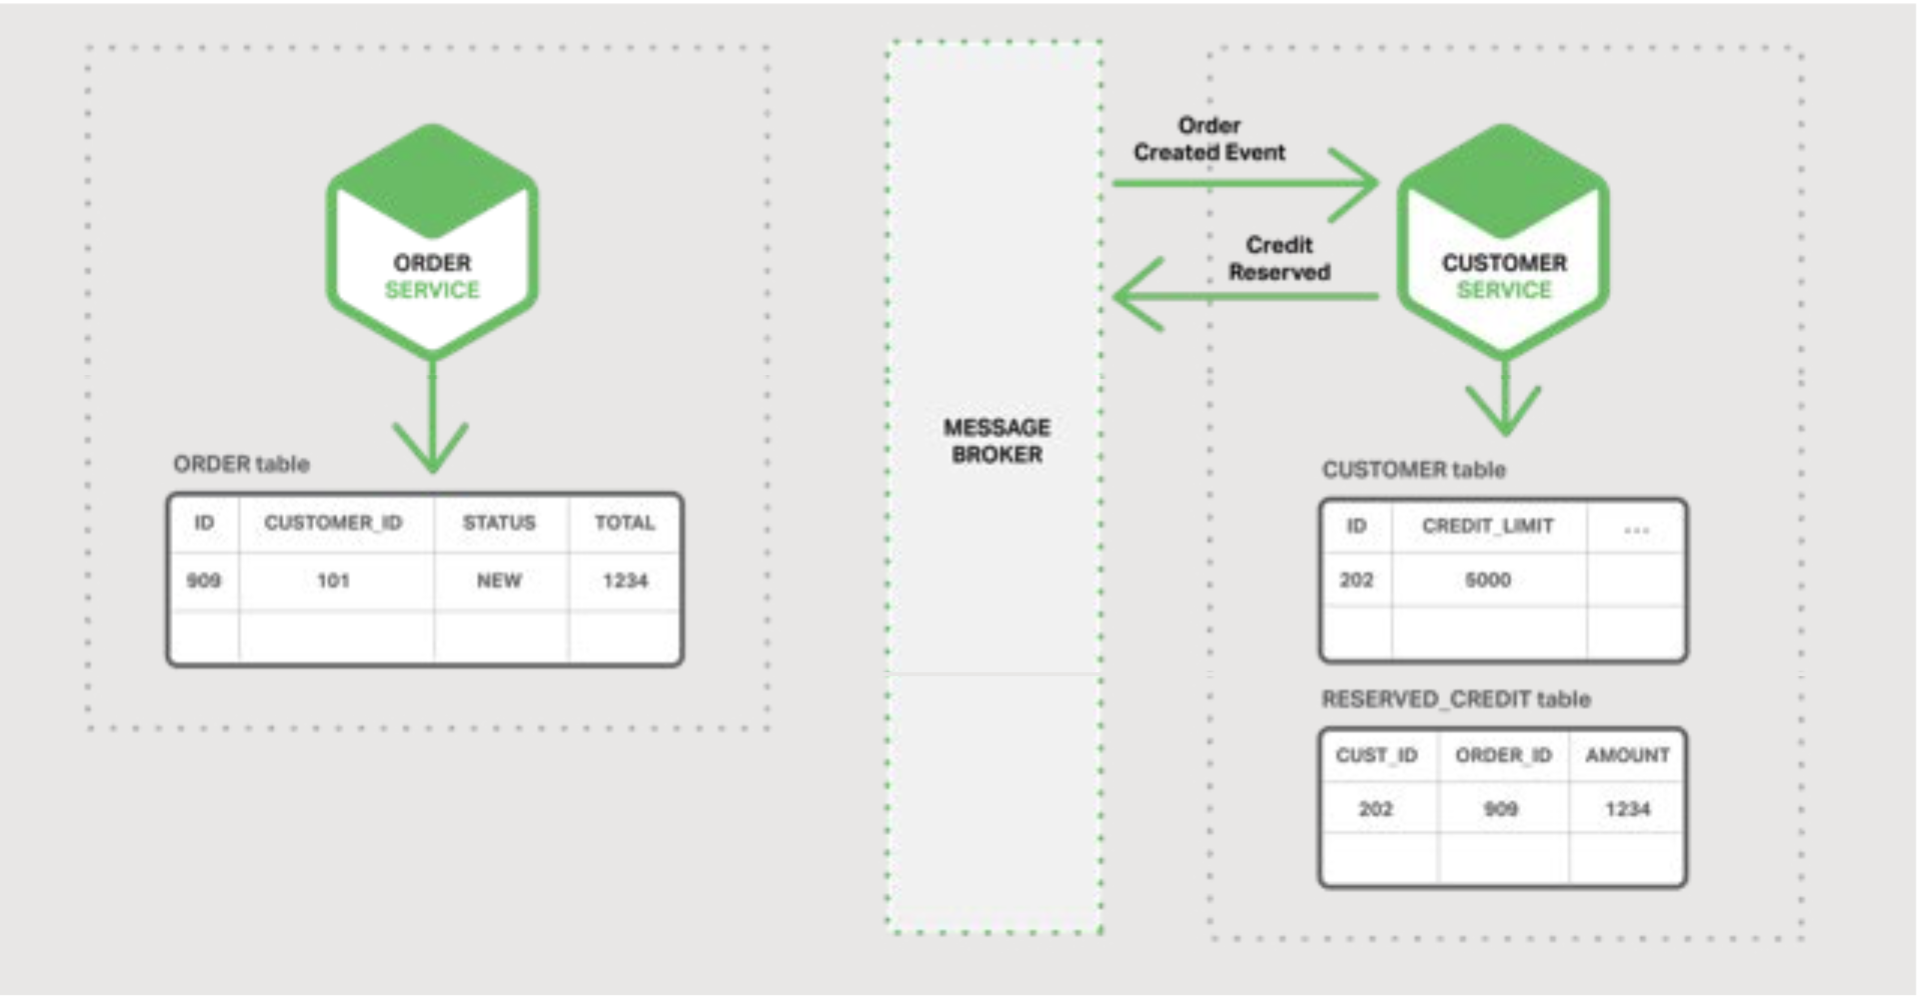 ORDER
SERVICE
ORDER table
ID CUSTOMER_ID STATUS TOTAL
909 101 NEW 1234
MESSAGE
BROKER
Order
Created Event
Credit
Reserved
CUSTOMER
SERVICE
CUSTOMER table
ID CREDIT_LIMIT ...
202 5000
RESERVED_CREDIT table
CUST_ID ORDER_ID AMOUNT
202 909 1234